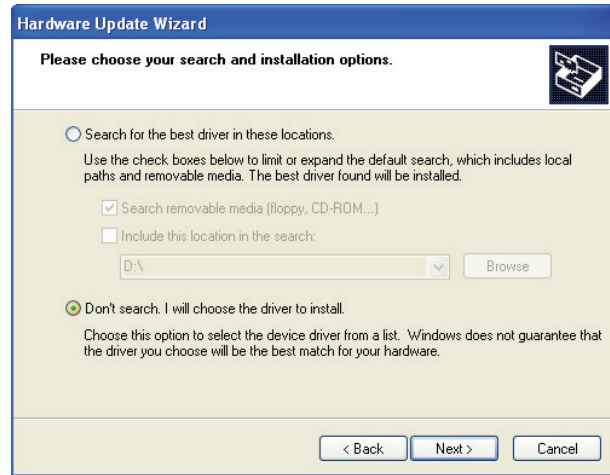 Hardware Update Wizard
Please choose your search and installation options.
Search for the best driver in these locations.
Use the check boxes below to limit or expand the default search, which includes local
paths and removable media. The best driver found will be installed.
Search removable media (floppy, CD-ROM...)
Include this location in the search:
D:\
Browse
Don't search. I will choose the driver to install.
Choose this option to select the device driver from a list. Windows does not guarantee that
the driver you choose will be the best match for your hardware.
< Back Next > Cancel